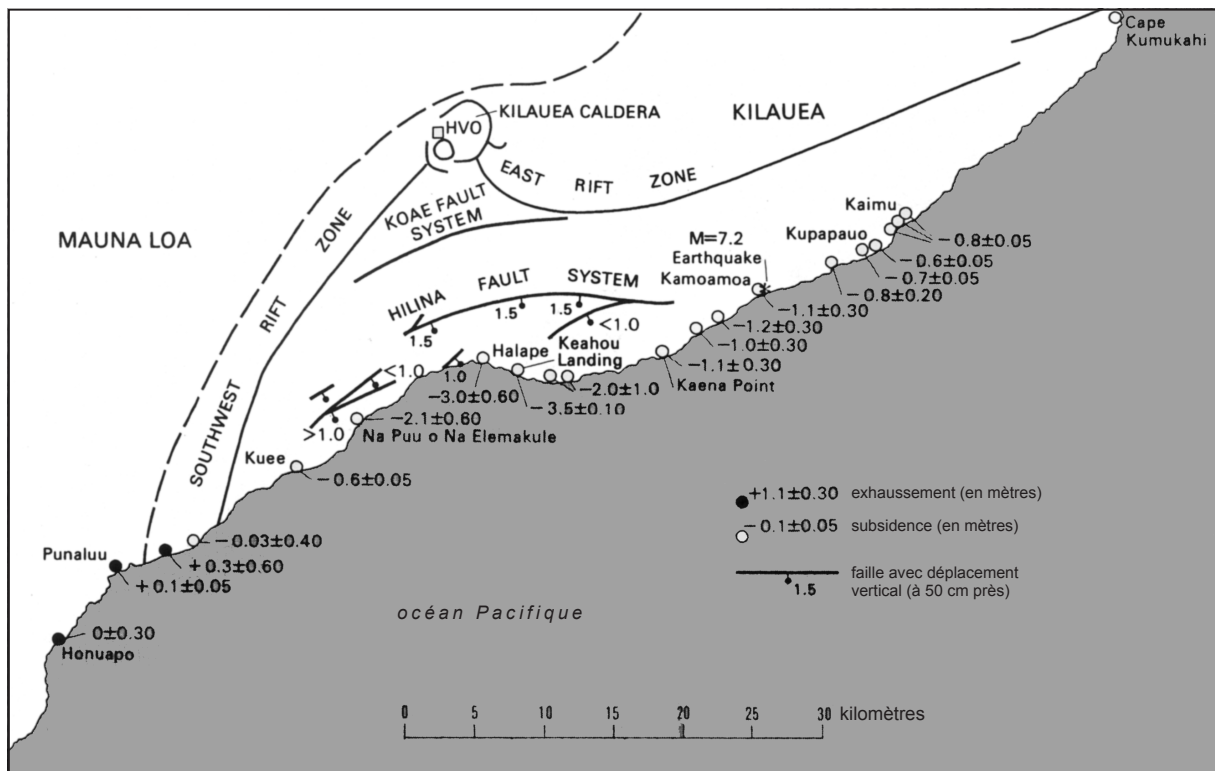 Cape
Kumukahi
KILAUEA CALDERA
HVO
KILAUEA
EAST RIFT ZONE
KOAE FAULT
SYSTEM
MAUNA LOA
SOUTHWEST RIFT ZONE
Kaimu
−0.8±0.05
Kupapauo
−0.6±0.05
−0.7±0.05
−0.8±0.20
M=7.2
Earthquake
Kamoamoa
−1.1±0.30
HILINA FAULT SYSTEM
1.5
1.5
1.5
<1.0
−1.2±0.30
−1.0±0.30
−1.1±0.30
Kaena Point
Halape
Keahou
Landing
<1.0
1.0
−3.0±0.60
−2.0±1.0
−3.5±0.10
>1.0
−2.1±0.60
Na Puu o Na Elemakule
Kuee
−0.6±0.05
−0.03±0.40
Punaluu
+0.3±0.60
+0.1±0.05
0±0.30
Honuapo
+1.1±0.30 exhaussement (en mètres)
−0.1±0.05 subsidence (en mètres)
faille avec déplacement
1.5 vertical (à 50 cm près)
océan Pacifique
0 5 10 15 20 25 30 kilomètres